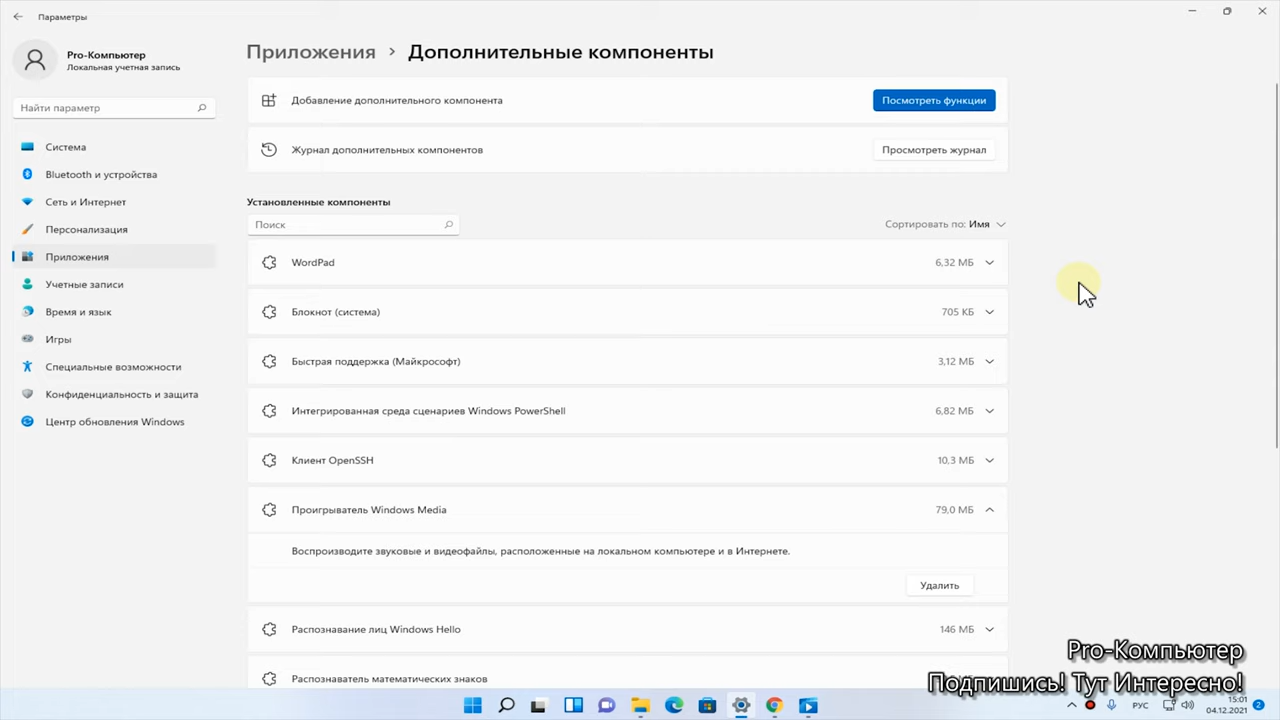 Параметры
Pro-Компьютер
Локальная учетная запись
Найти параметр
Система
Bluetooth и устройства
Сеть и Интернет
Персонализация
Приложения
Учетные записи
Время и язык
Игры
Специальные возможности
Конфиденциальность и защита
Центр обновления Windows
Приложения > Дополнительные компоненты
Добавление дополнительного компонента
Посмотреть функции
Журнал дополнительных компонентов
Просмотреть журнал
Установленные компоненты
Поиск
Сортировать по: Имя
WordPad 6,32 МБ
Блокнот (система) 705 КБ
Быстрая поддержка (Майкрософт) 3,12 МБ
Интегрированная среда сценариев Windows PowerShell 6,82 МБ
Клиент OpenSSH 10,3 МБ
Проигрыватель Windows Media 79,0 МБ
Воспроизводите звуковые и видеофайлы, расположенные на локальном компьютере и в Интернете.
Удалить
Распознавание лиц Windows Hello 146 МБ
Распознаватель математических знаков
Pro-Компьютер
Подпишись! Тут Интересно!
РУС
15:01
04.12.2021
2